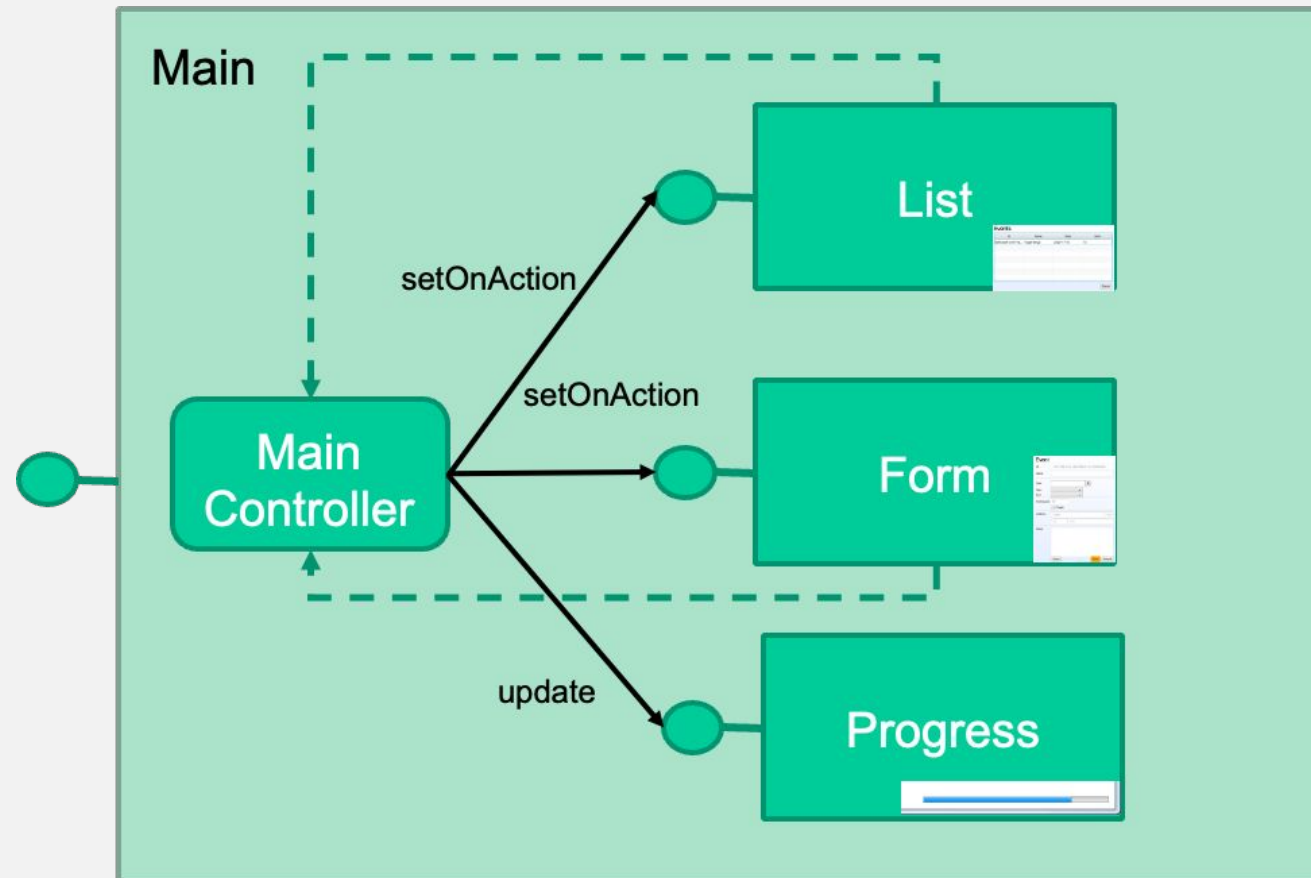 Main
List
setOnAction
setOnAction
Main
Controller
Form
update
Progress